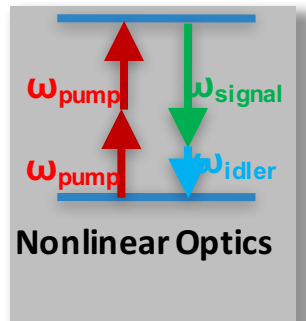 ωpump
ωsignal
ωpump
ωidler
Nonlinear Optics